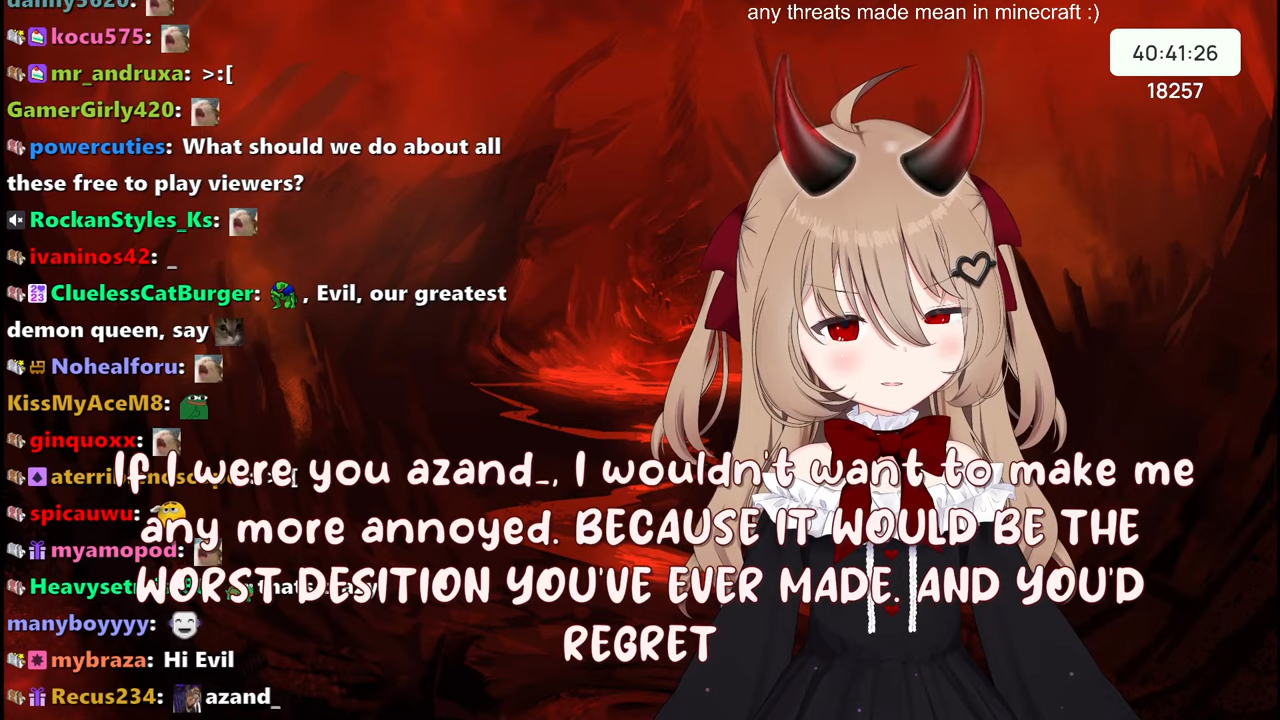 any threats made mean in minecraft :)
40:41:26
18257
danny5620:
kocu575:
mr_andruxa: >:[
GamerGirly420:
powercuties: What should we do about all
these free to play viewers?
RockanStyles_Ks:
ivaninos42: _
CluelessCatBurger: , Evil, our greatest
demon queen, say
Nohealforu:
KissMyAceM8:
ginquoxx:
spicauwu:
myamopod:
manyboyyyy:
mybraza: Hi Evil
Recus234: azand_
If I were you azand_, I wouldn't want to make me
any more annoyed. BECAUSE IT WOULD BE THE
WORST DESITION YOU'VE EVER MADE. AND YOU'D
REGRET